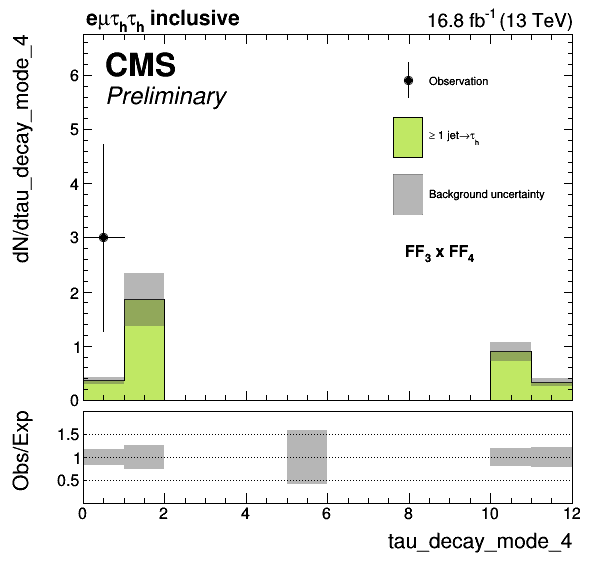 eμτₕτₕ inclusive
16.8 fb⁻¹ (13 TeV)
CMS
Preliminary
Observation
≥ 1 jet→τₕ
Background uncertainty
FF₃ x FF₄
dN/dtau_decay_mode_4
6
5
4
3
2
1
0
Obs/Exp
1.5
1
0.5
0 2 4 6 8 10 12
tau_decay_mode_4